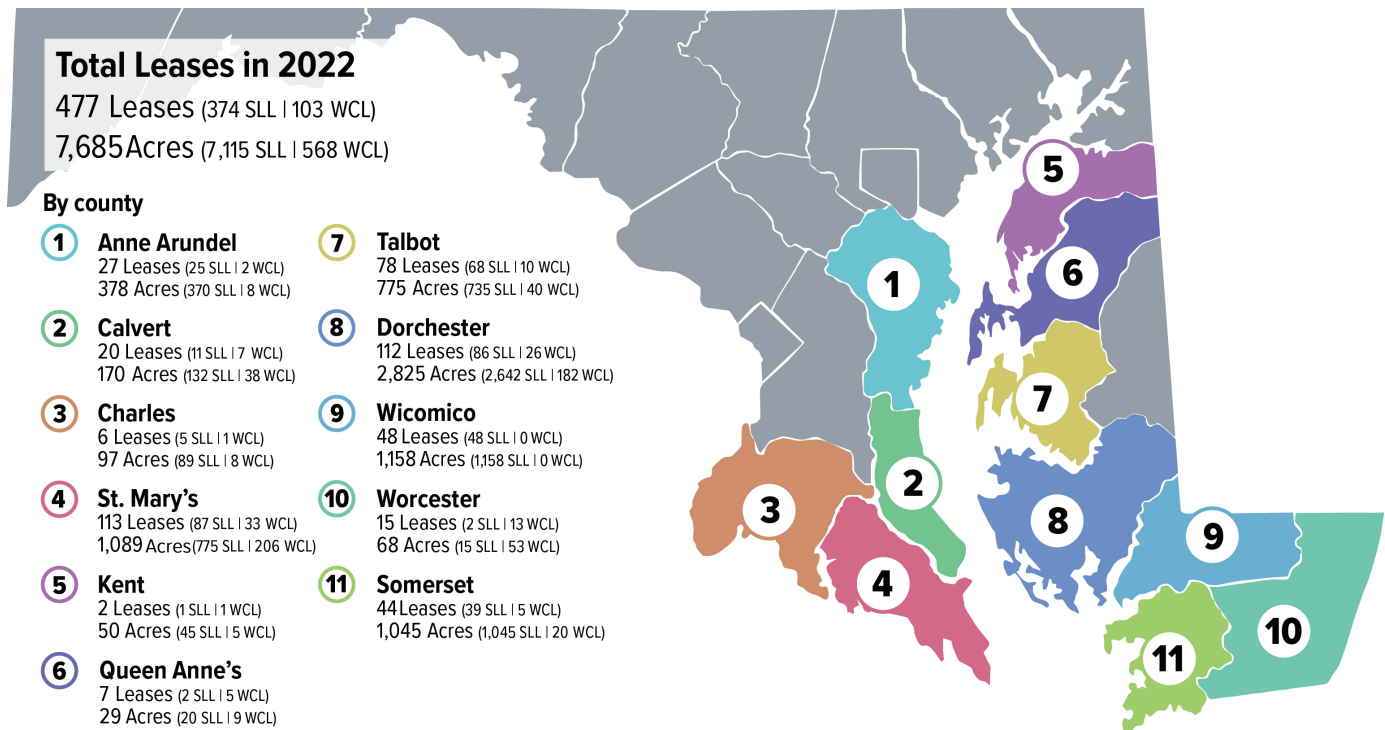 Total Leases in 2022
477 Leases (374 SLL | 103 WCL)
7,685 Acres (7,115 SLL | 568 WCL)
By county
1 Anne Arundel
27 Leases (25 SLL | 2 WCL)
378 Acres (370 SLL | 8 WCL)
2 Calvert
20 Leases (11 SLL | 7 WCL)
170 Acres (132 SLL | 38 WCL)
3 Charles
6 Leases (5 SLL | 1 WCL)
97 Acres (89 SLL | 8 WCL)
4 St. Mary's
113 Leases (87 SLL | 33 WCL)
1,089 Acres (775 SLL | 206 WCL)
5 Kent
2 Leases (1 SLL | 1 WCL)
50 Acres (45 SLL | 5 WCL)
6 Queen Anne's
7 Leases (2 SLL | 5 WCL)
29 Acres (20 SLL | 9 WCL)
7 Talbot
78 Leases (68 SLL | 10 WCL)
775 Acres (735 SLL | 40 WCL)
8 Dorchester
112 Leases (86 SLL | 26 WCL)
2,825 Acres (2,642 SLL | 182 WCL)
9 Wicomico
48 Leases (48 SLL | 0 WCL)
1,158 Acres (1,158 SLL | 0 WCL)
10 Worcester
15 Leases (2 SLL | 13 WCL)
68 Acres (15 SLL | 53 WCL)
11 Somerset
44 Leases (39 SLL | 5 WCL)
1,045 Acres (1,045 SLL | 20 WCL)
5
6
1
7
2
3
8
9
4
10
11